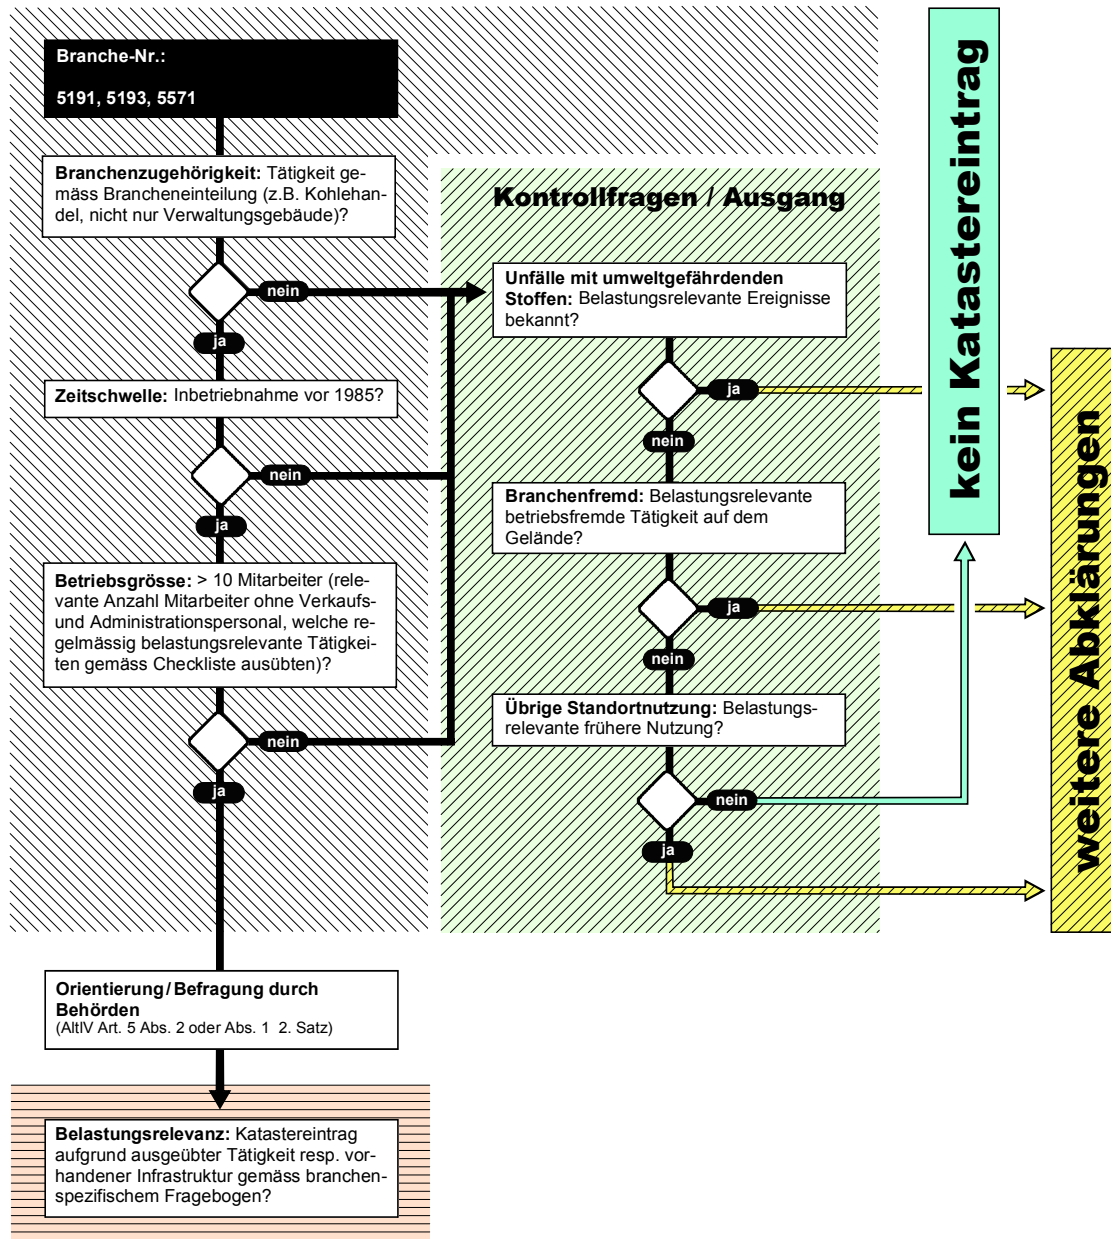 Branche-Nr.:
5191, 5193, 5571
Branchenzugehörigkeit: Tätigkeit ge-
mäss Brancheneinteilung (z.B. Kohlehan-
del, nicht nur Verwaltungsgebäude)?
nein
ja
Zeitschwelle: Inbetriebnahme vor 1985?
nein
ja
Betriebsgrösse: > 10 Mitarbeiter (rele-
vante Anzahl Mitarbeiter ohne Verkaufs-
und Administrationspersonal, welche re-
gelmässig belastungsrelevante Tätigkei-
ten gemäss Checkliste ausübten)?
nein
ja
Orientierung/Befragung durch
Behörden
(AltlV Art. 5 Abs. 2 oder Abs. 1 2. Satz)
Belastungsrelevanz: Katastereintrag
aufgrund ausgeübter Tätigkeit resp. vor-
handener Infrastruktur gemäss branchen-
spezifischem Fragebogen?
Kontrollfragen / Ausgang
Unfälle mit umweltgefährdenden
Stoffen: Belastungsrelevante Ereignisse
bekannt?
ja
nein
Branchenfremd: Belastungsrelevante
betriebsfremde Tätigkeit auf dem
Gelände?
ja
nein
Übrige Standortnutzung: Belastungs-
relevante frühere Nutzung?
nein
ja
kein Katastereintrag
weitere Abklärungen